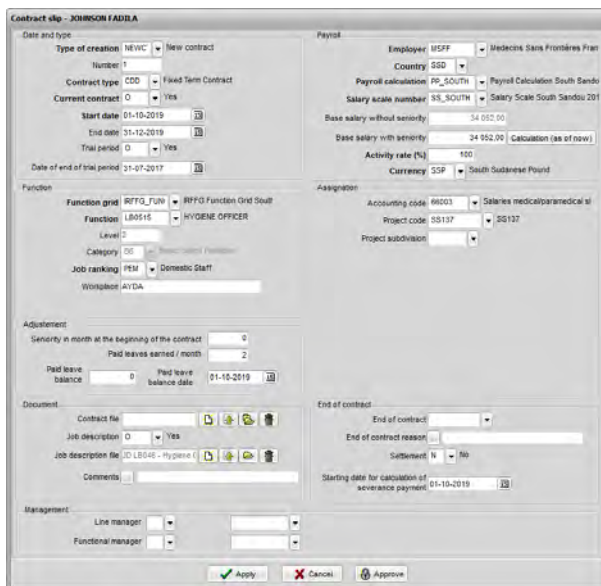 Contract slip - JOHNSON FADILA
Date and type
Type of creation NEWC New contract
Number 1
Contract type CDD Fixed Term Contract
Current contract O Yes
Start date 01-10-2019
End date 31-12-2019
Trial period O Yes
Date of end of trial period 31-07-2017
Payroll
Employer MSFF Medecins Sans Frontières Fran
Country SSD
Payroll calculation PP_SOUTH Payroll Calculation South Sando
Salary scale number SS_SOUTH Salary Scale South Sandou 201
Base salary without seniority 34 052,00
Base salary with seniority 34 052,00 Calculation (as of now)
Activity rate (%) 100
Currency SSP South Sudanese Pound
Function
Function grid IRFFG_FUN IRFFG Function Grid Sout
Function LB0515 HYGIENE OFFICER
Level
Category
Job ranking PEM Domestic Staff
Workplace AYDA
Assignation
Accounting code 66003 Salaries medical/paramedical sl
Project code SS137 SS137
Project subdivision
Adjustement
Seniority in month at the beginning of the contract 0
Paid leaves earned / month 2
Paid leave balance 0 Paid leave balance date 01-10-2019
Document
Contract file
Job description O Yes
Job description file JD LB046 - Hygiene
Comments
End of contract
End of contract
End of contract reason
Settlement N No
Starting date for calculation of severance payment 01-10-2019
Management
Line manager
Functional manager
Apply Cancel Approve